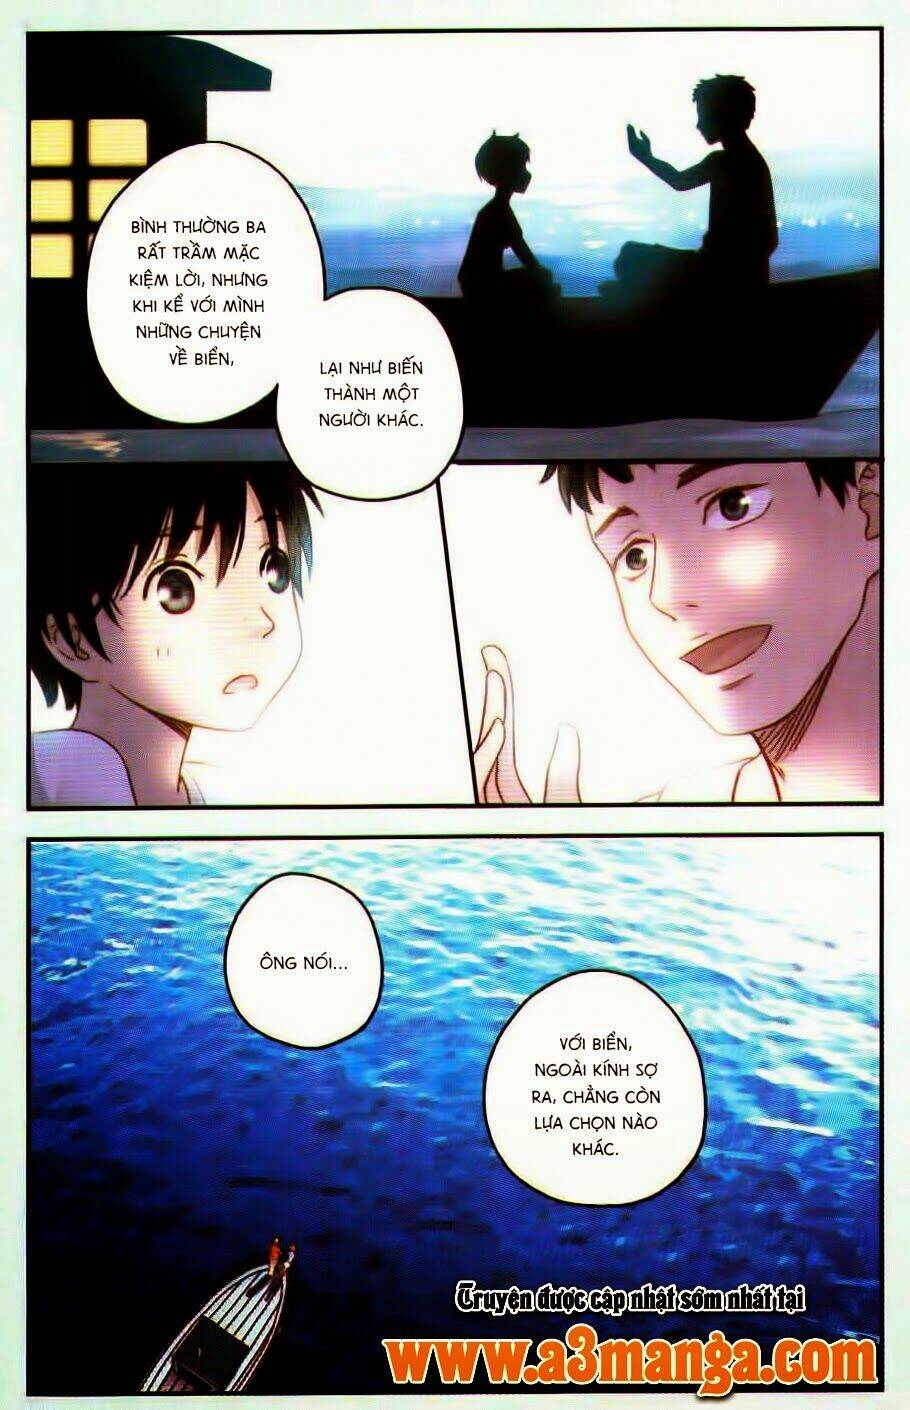 BÌNH THƯỜNG BA
RẤT TRẦM MẶC
KIỆM LỜI, NHƯNG
KHI KỂ VỚI MÌNH
NHỮNG CHUYỆN
VỀ BIỂN,
LẠI NHƯ BIẾN
THÀNH MỘT
NGƯỜI KHÁC.
ÔNG NÓI...
VỚI BIỂN,
NGOÀI KÍNH SỢ
RA, CHẲNG CÒN
LỰA CHỌN NÀO
KHÁC.
Truyện được cập nhật sớm nhất tại
www.a3manga.com